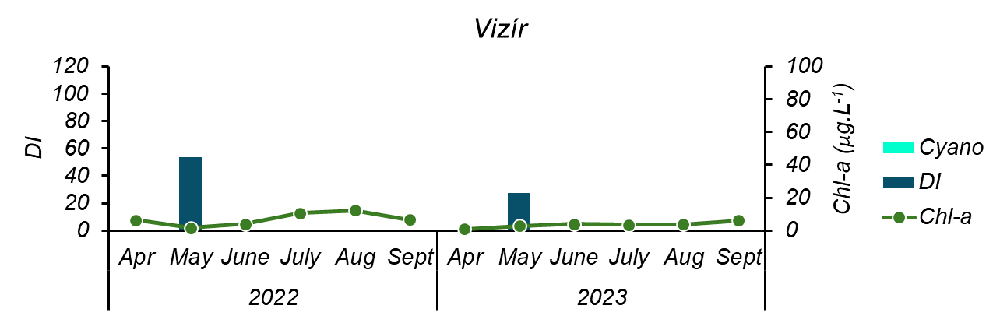 Vizír
120
100
80
60
40
20
0
DI
100
80
60
40
20
0
Chl-a (µg.L-1)
Cyano
DI
Chl-a
Apr May June July Aug Sept Apr May June July Aug Sept
2022 2023